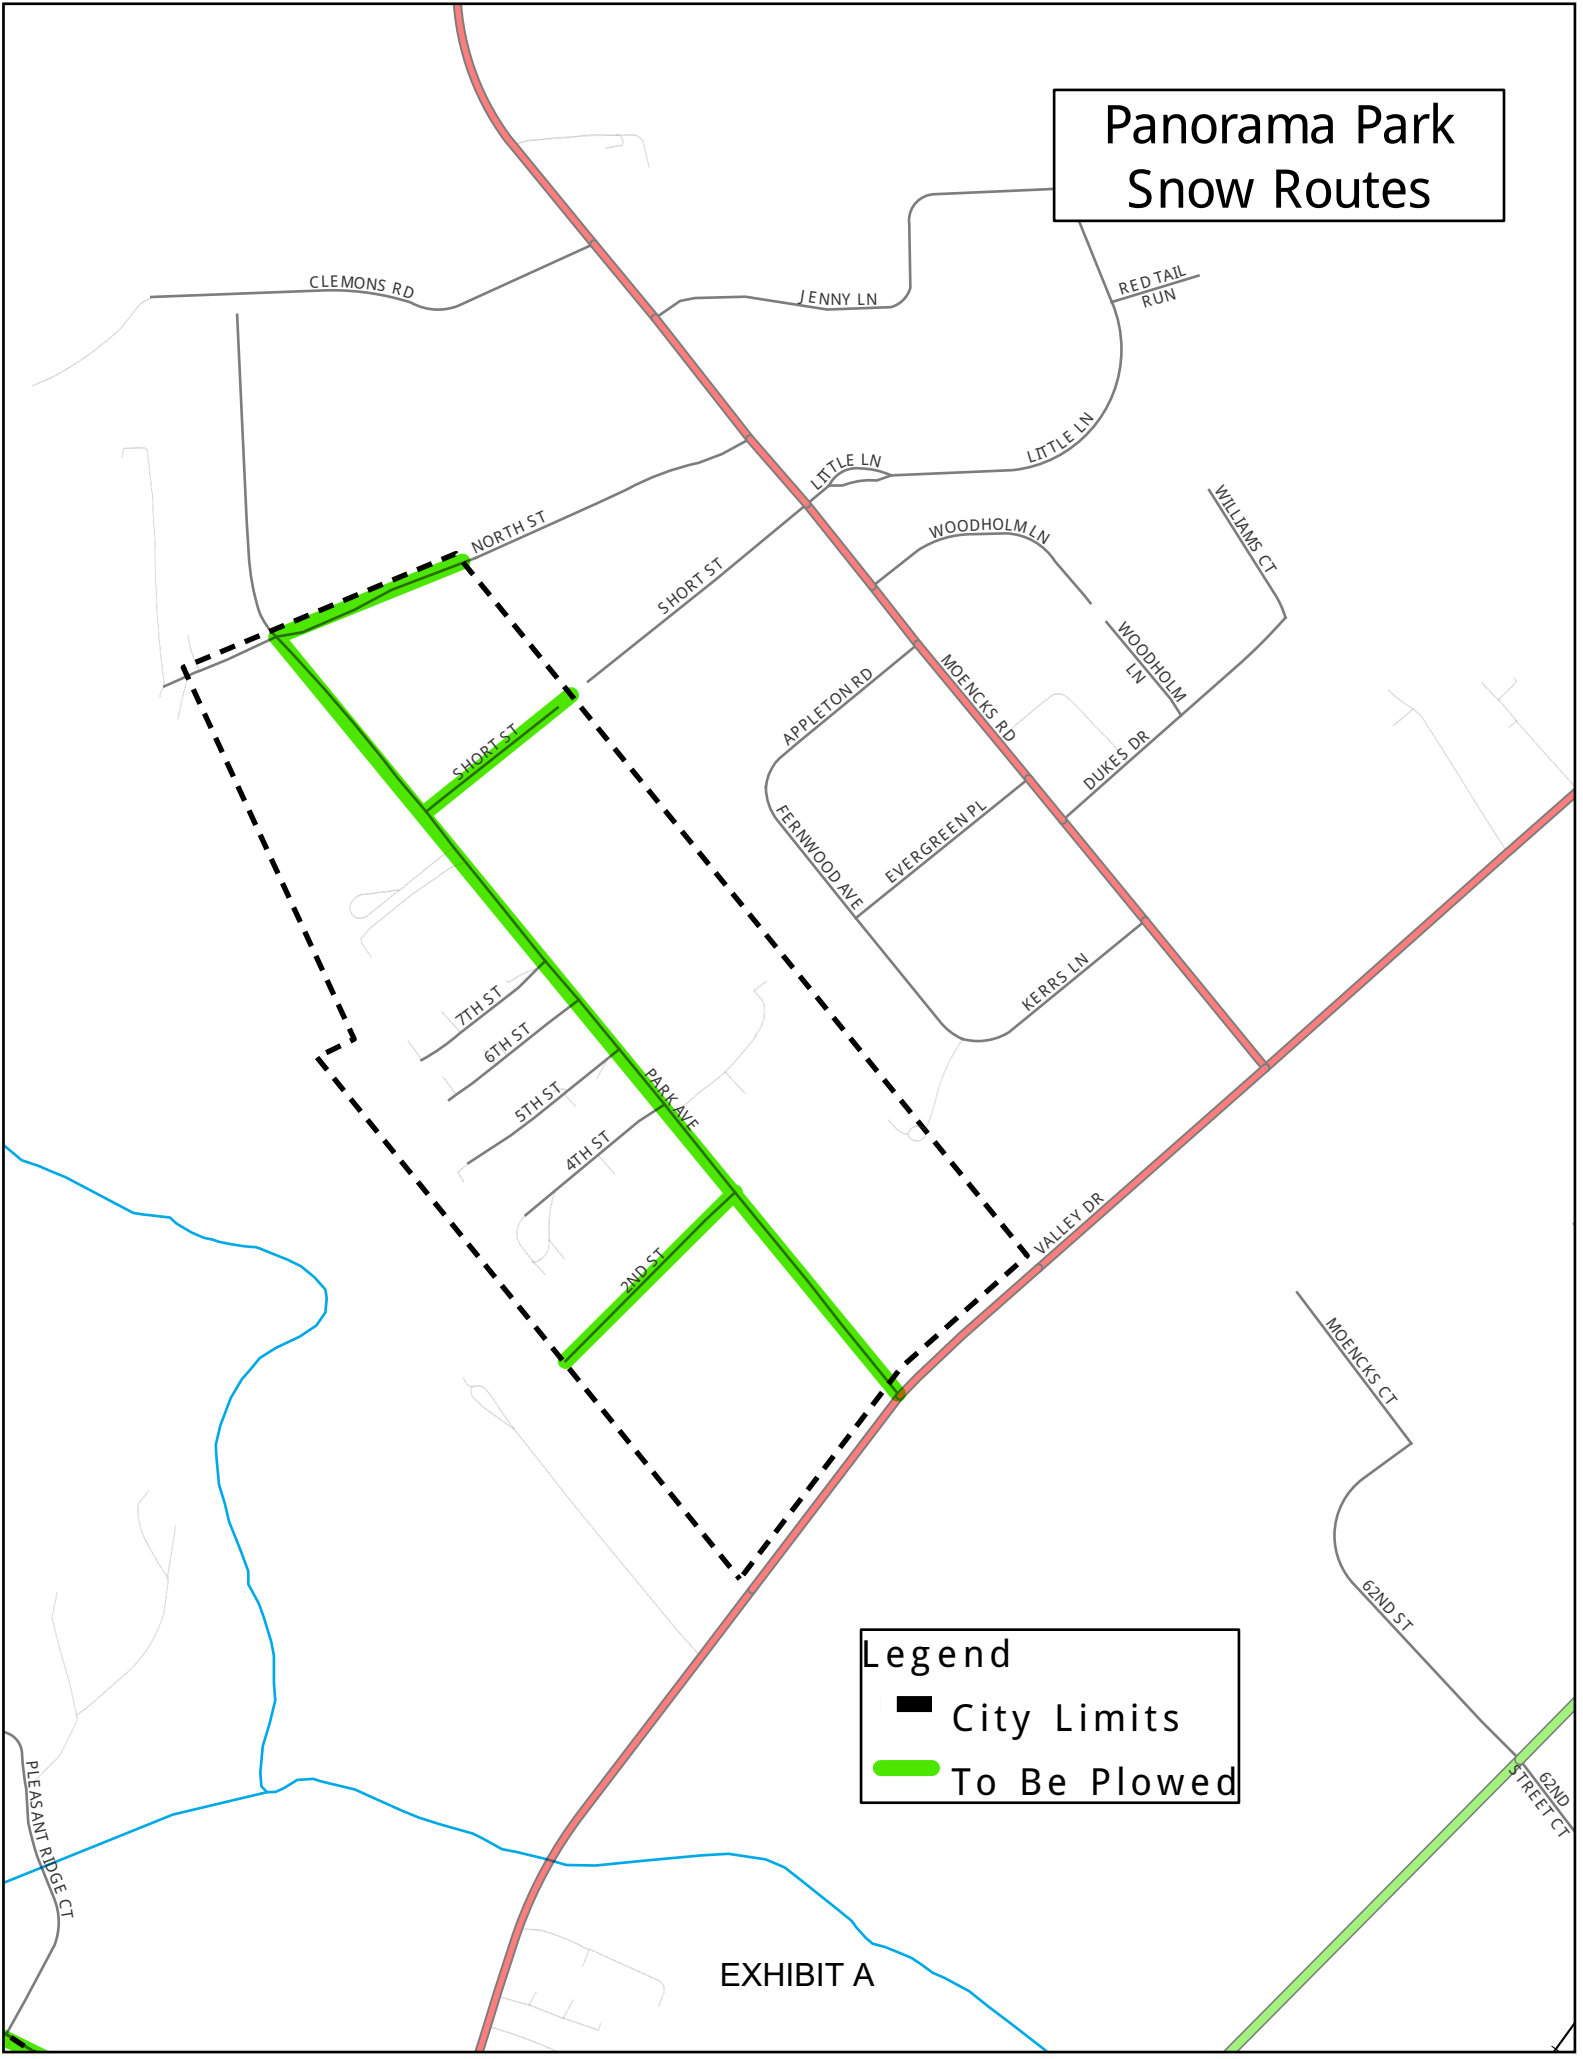 Panorama Park
Snow Routes
CLEMONS RD
JENNY LN
RED TAIL
RUN
LITTLE LN
LITTLE LN
NORTH ST
WOODHOLM LN
WILLIAMS CT
SHORT ST
WOODHOLM
LN
MOENCKS RD
APPLETON RD
SHORT ST
DUKES DR
FERNWOOD AVE
EVERGREEN PL
KERRS LN
7TH ST
6TH ST
5TH ST
PARK AVE
4TH ST
VALLEY DR
2ND ST
MOENCKS CT
62ND ST
Legend
City Limits
To Be Plowed
PLEASANT RIDGE CT
62ND
STREET CT
EXHIBIT A